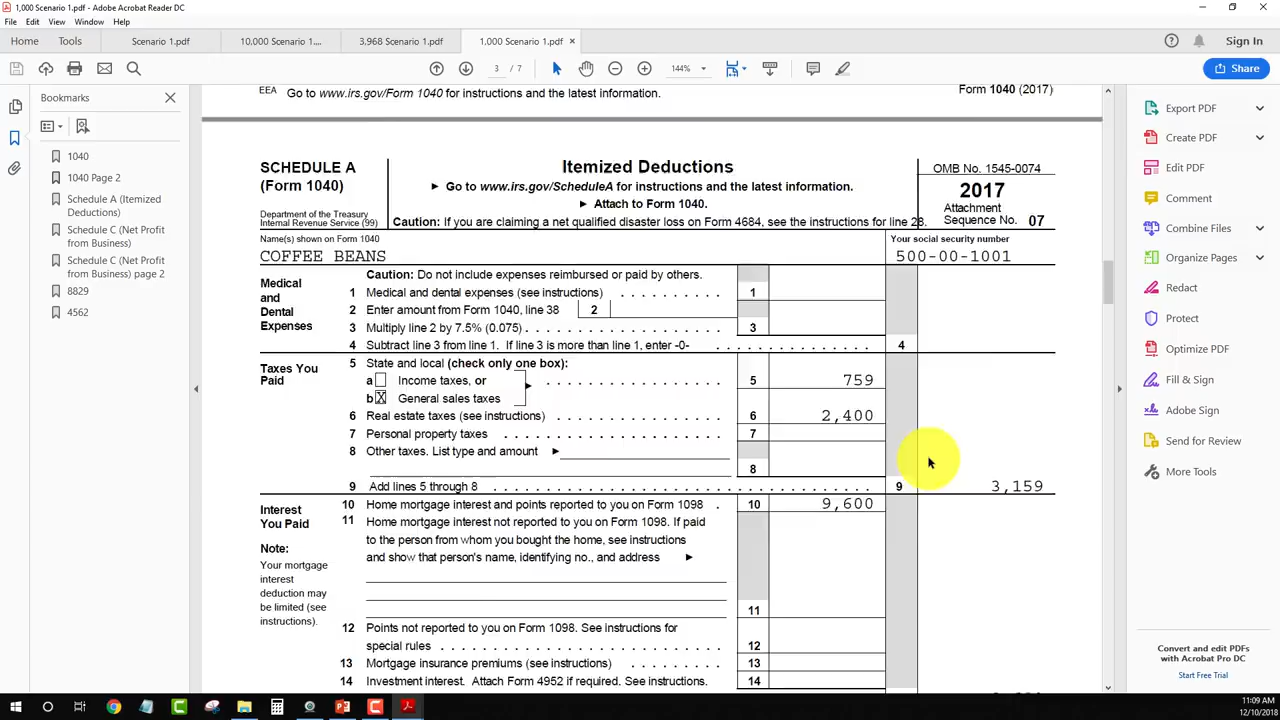 1,000 Scenario 1.pdf - Adobe Acrobat Reader DC
File Edit View Window Help
Home Tools Scenario 1.pdf 10,000 Scenario 1.... 3,968 Scenario 1.pdf 1,000 Scenario 1.pdf × Sign In
3 / 7 144% Share
Bookmarks
1040
1040 Page 2
Schedule A (Itemized
Deductions)
Schedule C (Net Profit
from Business)
Schedule C (Net Profit
from Business) page 2
8829
4562
EEA Go to www.irs.gov/Form 1040 for instructions and the latest information. Form 1040 (2017)
SCHEDULE A
(Form 1040)
Department of the Treasury
Internal Revenue Service (99)
Itemized Deductions
► Go to www.irs.gov/ScheduleA for instructions and the latest information.
► Attach to Form 1040.
Caution: If you are claiming a net qualified disaster loss on Form 4684, see the instructions for line 28.
OMB No. 1545-0074
2017
Attachment
Sequence No. 07
Name(s) shown on Form 1040
COFFEE BEANS
Your social security number
500-00-1001
Medical
and
Dental
Expenses
Caution: Do not include expenses reimbursed or paid by others.
1 Medical and dental expenses (see instructions) . . . . . . . . . . 1
2 Enter amount from Form 1040, line 38 2
3 Multiply line 2 by 7.5% (0.075) . . . . . . . . . . . . . . . . . . . 3
4 Subtract line 3 from line 1. If line 3 is more than line 1, enter -0- . . . . . . . . . . . . . . . . 4
Taxes You
Paid
5 State and local (check only one box):
a Income taxes, or ► . . . . . . . . . . . . . . . . . 5 759
b X General sales taxes
6 Real estate taxes (see instructions) . . . . . . . . . . . . . . . . 6 2,400
7 Personal property taxes . . . . . . . . . . . . . . . . . . . . . 7
8 Other taxes. List type and amount ►
8
9 Add lines 5 through 8 . . . . . . . . . . . . . . . . . . . . . . . . . . . . . . . . . . . . 9 3,159
Interest
You Paid
Note:
Your mortgage
interest
deduction may
be limited (see
instructions).
10 Home mortgage interest and points reported to you on Form 1098 . 10 9,600
11 Home mortgage interest not reported to you on Form 1098. If paid
to the person from whom you bought the home, see instructions
and show that person's name, identifying no., and address ►
11
12 Points not reported to you on Form 1098. See instructions for
special rules . . . . . . . . . . . . . . . . . . . . . . . . . . 12
13 Mortgage insurance premiums (see instructions) . . . . . . . . . 13
14 Investment interest. Attach Form 4952 if required. See instructions. 14
Export PDF
Create PDF
Edit PDF
Comment
Combine Files
Organize Pages
Redact
Protect
Optimize PDF
Fill & Sign
Adobe Sign
Send for Review
More Tools
Convert and edit PDFs
with Acrobat Pro DC
Start Free Trial
11:09 AM
12/10/2018